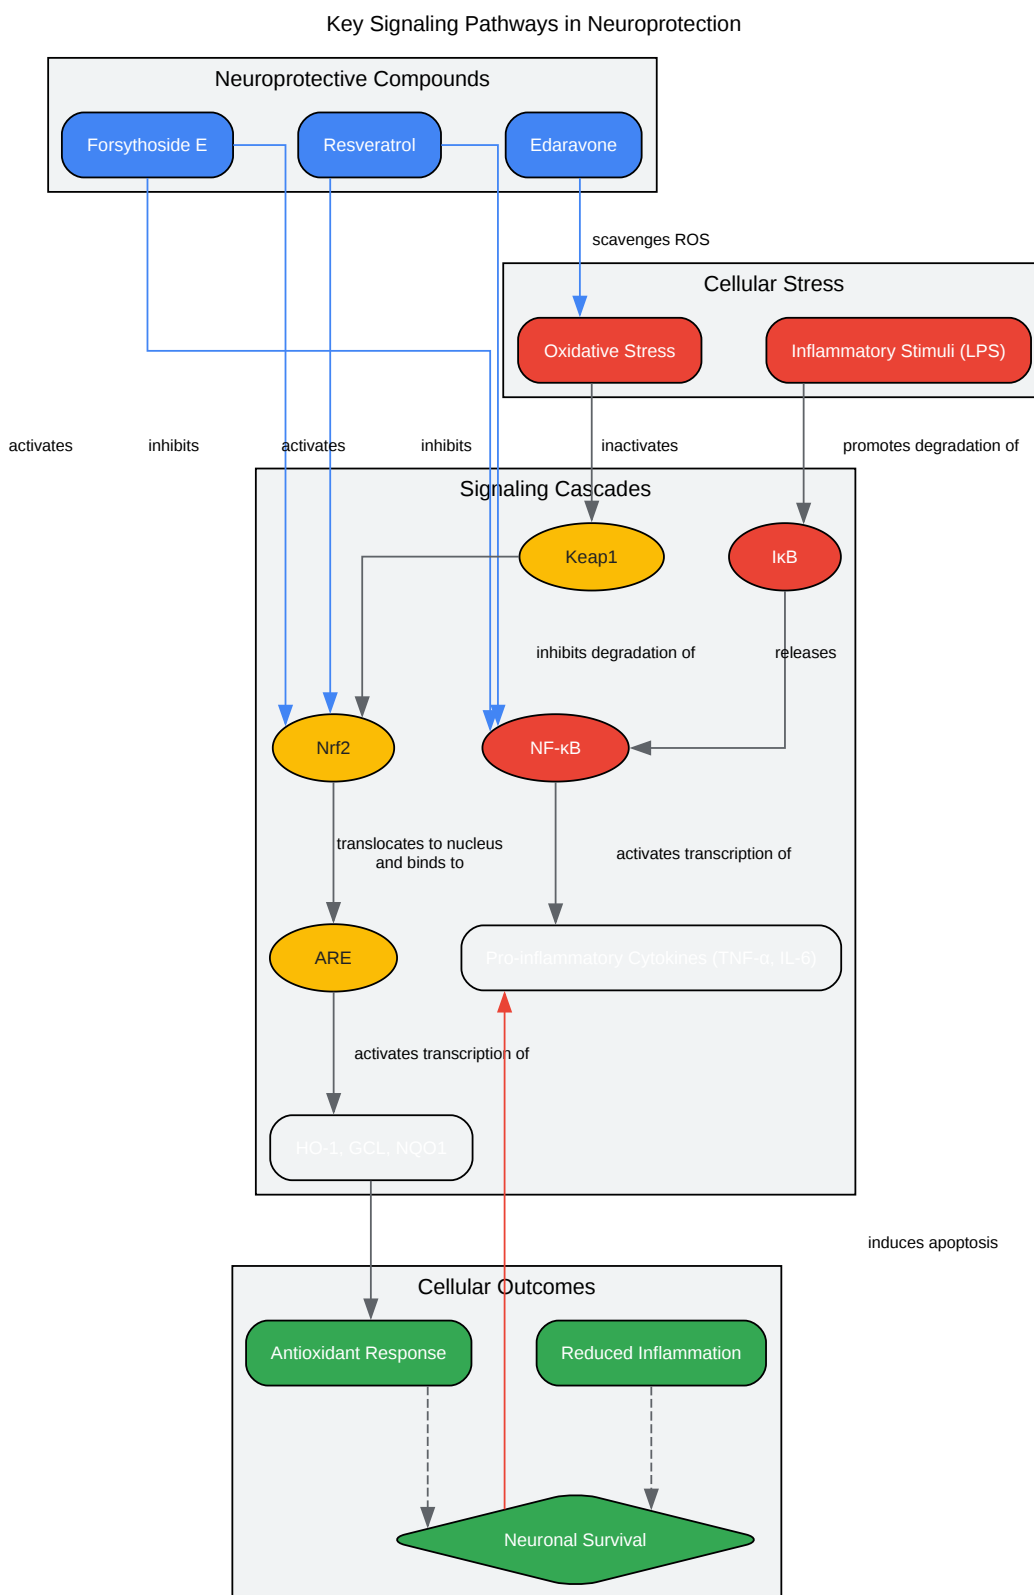 Key Signaling Pathways in Neuroprotection
Neuroprotective Compounds
Forsythoside E
Resveratrol
Edaravone
scavenges ROS
Cellular Stress
Oxidative Stress
Inflammatory Stimuli (LPS)
activates
inhibits
activates
inhibits
inactivates
promotes degradation of
Signaling Cascades
Keap1
IκB
inhibits degradation of
releases
Nrf2
NF-κB
translocates to nucleus
and binds to
activates transcription of
ARE
Pro-inflammatory Cytokines (TNF-α, IL-6)
activates transcription of
HO-1, GCL, NQO1
induces apoptosis
Cellular Outcomes
Antioxidant Response
Reduced Inflammation
Neuronal Survival